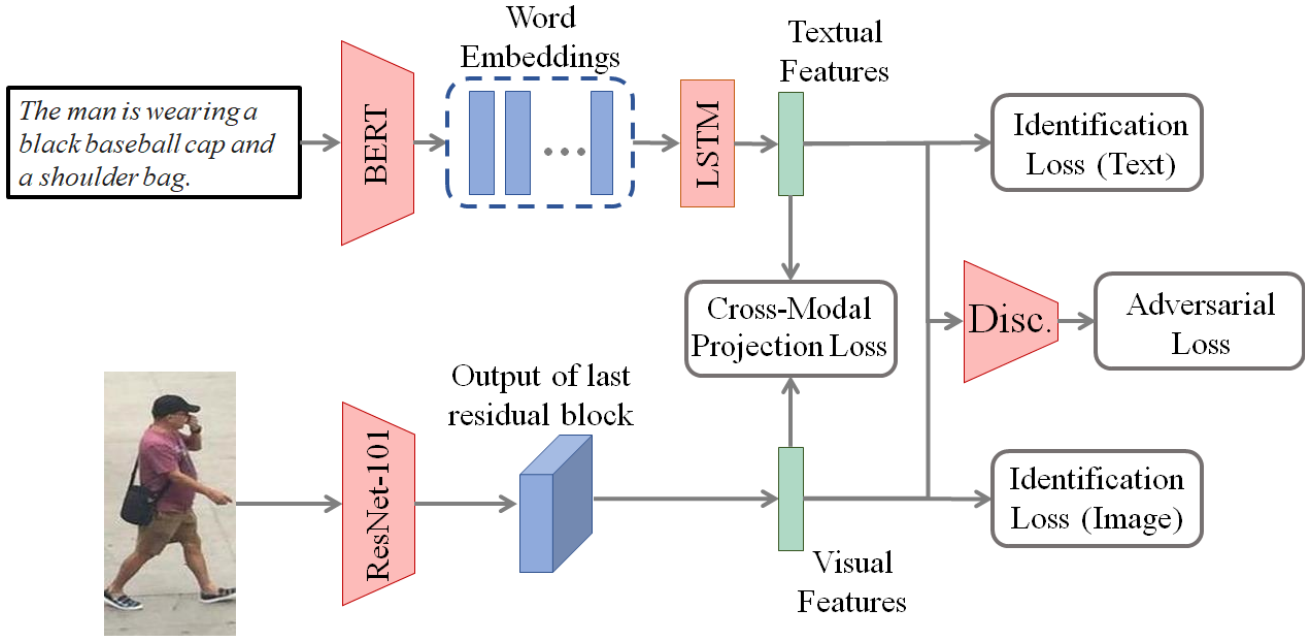 The man is wearing a
black baseball cap and
a shoulder bag.
BERT
Word
Embeddings
LSTM
Textual
Features
Identification
Loss (Text)
Cross-Modal
Projection Loss
Disc.
Adversarial
Loss
ResNet-101
Output of last
residual block
Visual
Features
Identification
Loss (Image)